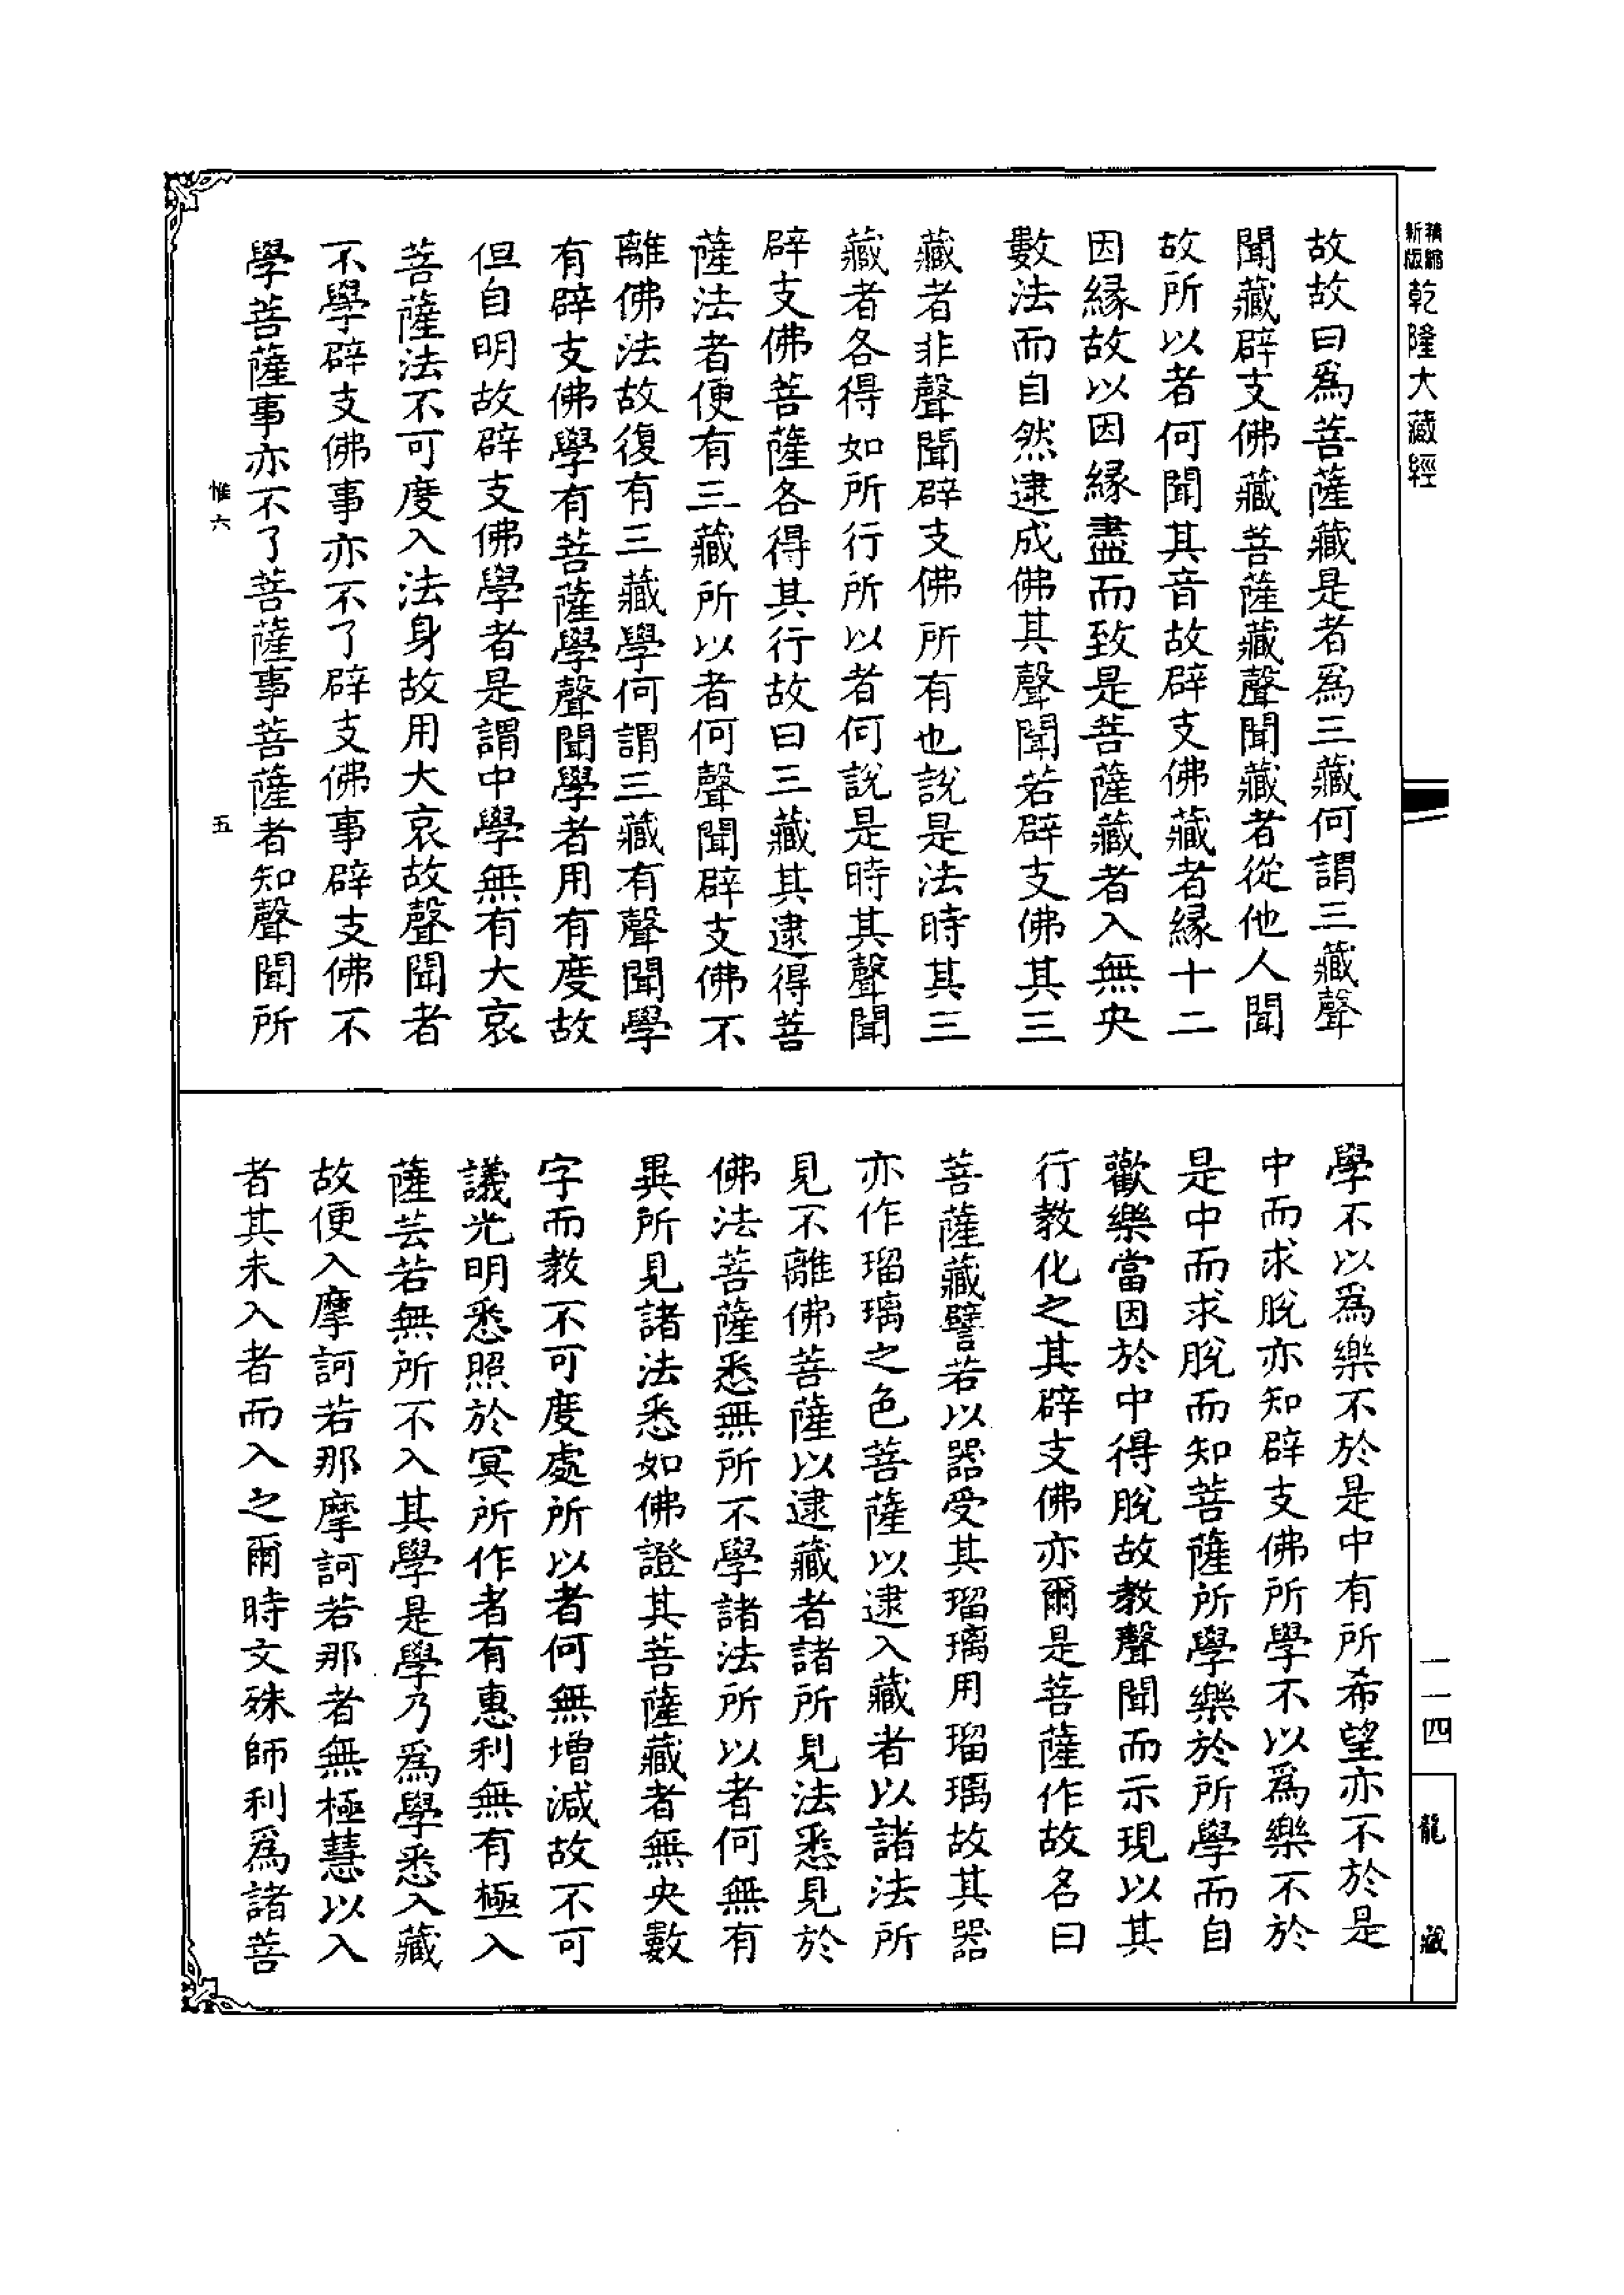 精縮
新版
乾隆大藏經
故故曰爲菩薩藏是者爲三藏何謂三藏聲
聞藏辟支佛藏菩薩藏聲聞藏者從他人聞
故所以者何聞其音故辟支佛藏者緣十二
因緣故以因緣盡而致是菩薩藏者入無央
數法而自然逮成佛其聲聞若辟支佛其三
藏者非聲聞辟支佛所有也說是法時其三
藏者各得如所行所以者何說是時其聲聞
辟支佛菩薩各得其行故曰三藏其逮得菩
薩法者便有三藏所以者何聲聞辟支佛不
離佛法故復有三藏學何謂三藏有聲聞學
有辟支佛學有菩薩學聲聞學者用有度故
但自明故辟支佛學者是謂中學無有大哀
菩薩法不可度入法身故用大哀故聲聞者
不學辟支佛事亦不了辟支佛事辟支佛不
學菩薩事亦不了菩薩事菩薩者知聲聞所
惟六
五
學不以爲樂不於是中有所希望亦不於是
中而求脫亦知辟支佛所學不以爲樂不於
是中而求脫而知菩薩所學樂於所學而自
歡樂當因於中得脫故教聲聞而示現以其
行教化之其辟支佛亦爾是菩薩作故名曰
菩薩藏譬若以器受其瑠璃用瑠璃故其器
亦作瑠璃之色菩薩以逮入藏者以諸法所
見不離佛菩薩以逮藏者諸所見法悉見於
佛法菩薩悉無所不學諸法所以者何無有
異所見諸法悉如佛證其菩薩藏者無央數
字而教不可度處所以者何無增減故不可
議光明悉照於冥所作者有惠利無有極入
薩芸若無所不入其學是學乃爲學悉入藏
故便入摩訶若那摩訶若那者無極慧以入
者其未入者而入之爾時文殊師利爲諸菩
一一四
龍藏